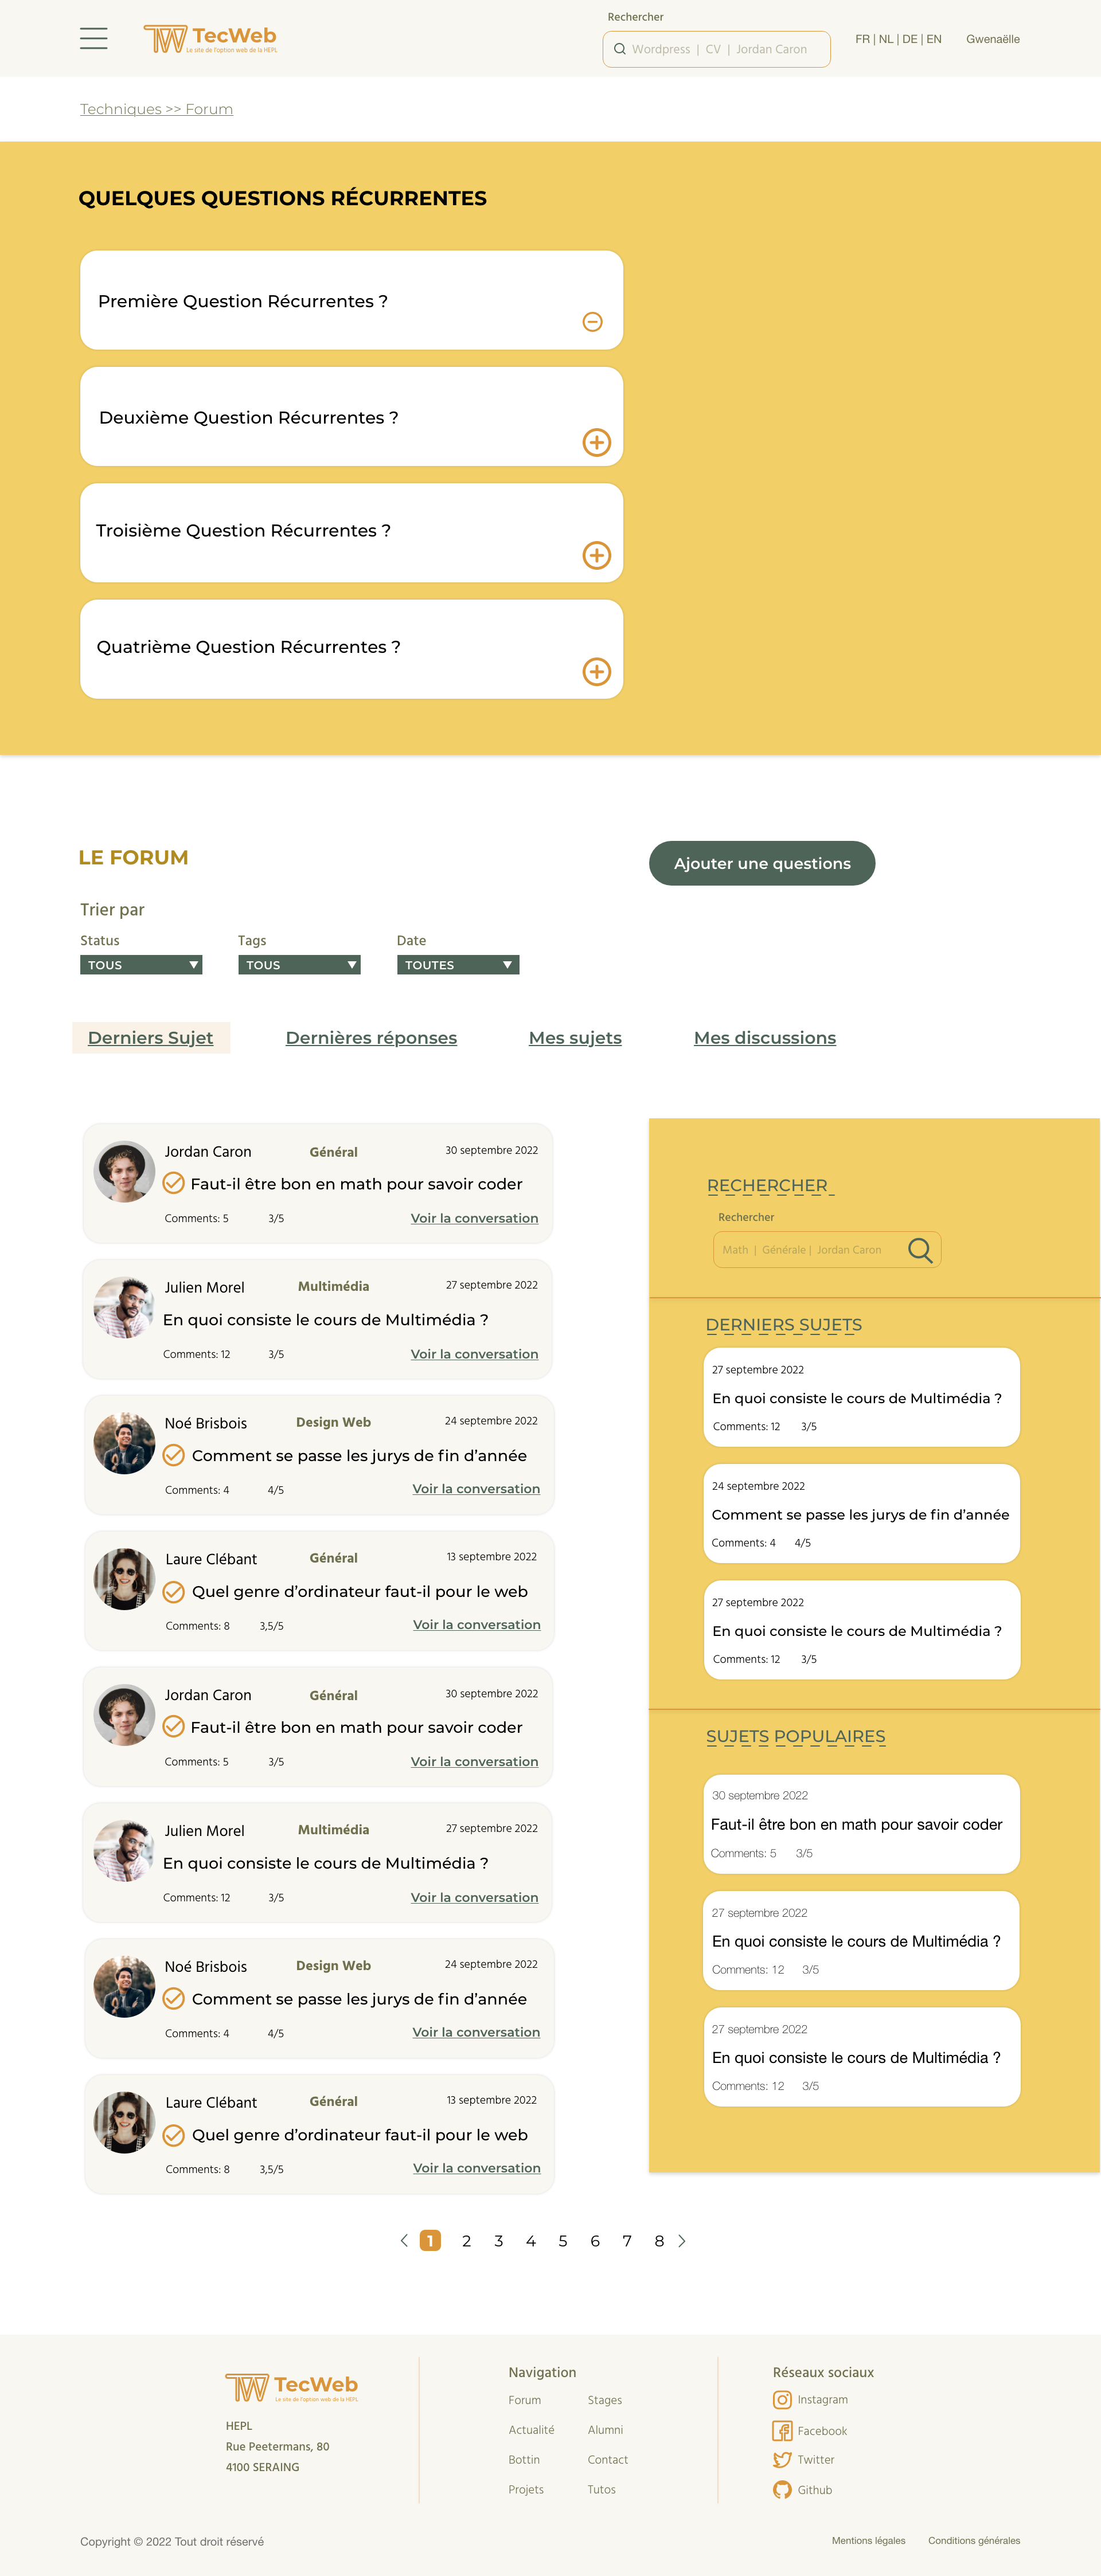 Rechercher
TecWeb
Le site de l'option web de la HEPL
Wordpress | CV | Jordan Caron
FR | NL | DE | EN
Gwenaëlle
Techniques >> Forum
QUELQUES QUESTIONS RÉCURRENTES
Première Question Récurrentes ?
Deuxième Question Récurrentes ?
Troisième Question Récurrentes ?
Quatrième Question Récurrentes ?
LE FORUM
Ajouter une questions
Trier par
Status
Tags
Date
TOUS
TOUS
TOUTES
Derniers Sujet
Dernières réponses
Mes sujets
Mes discussions
Jordan Caron
Général
30 septembre 2022
Faut-il être bon en math pour savoir coder
Comments: 5
3/5
Voir la conversation
Julien Morel
Multimédia
27 septembre 2022
En quoi consiste le cours de Multimédia ?
Comments: 12
3/5
Voir la conversation
Noé Brisbois
Design Web
24 septembre 2022
Comment se passe les jurys de fin d’année
Comments: 4
4/5
Voir la conversation
Laure Clébant
Général
13 septembre 2022
Quel genre d’ordinateur faut-il pour le web
Comments: 8
3,5/5
Voir la conversation
Jordan Caron
Général
30 septembre 2022
Faut-il être bon en math pour savoir coder
Comments: 5
3/5
Voir la conversation
Julien Morel
Multimédia
27 septembre 2022
En quoi consiste le cours de Multimédia ?
Comments: 12
3/5
Voir la conversation
Noé Brisbois
Design Web
24 septembre 2022
Comment se passe les jurys de fin d’année
Comments: 4
4/5
Voir la conversation
Laure Clébant
Général
13 septembre 2022
Quel genre d’ordinateur faut-il pour le web
Comments: 8
3,5/5
Voir la conversation
RECHERCHER
Rechercher
Math | Générale | Jordan Caron
DERNIERS SUJETS
27 septembre 2022
En quoi consiste le cours de Multimédia ?
Comments: 12
3/5
24 septembre 2022
Comment se passe les jurys de fin d’année
Comments: 4
4/5
27 septembre 2022
En quoi consiste le cours de Multimédia ?
Comments: 12
3/5
SUJETS POPULAIRES
30 septembre 2022
Faut-il être bon en math pour savoir coder
Comments: 5
3/5
27 septembre 2022
En quoi consiste le cours de Multimédia ?
Comments: 12
3/5
27 septembre 2022
En quoi consiste le cours de Multimédia ?
Comments: 12
3/5
1 2 3 4 5 6 7 8
TecWeb
Le site de l'option web de la HEPL
HEPL
Rue Peetermans, 80
4100 SERAING
Navigation
Forum
Stages
Actualité
Alumni
Bottin
Contact
Projets
Tutos
Réseaux sociaux
Instagram
Facebook
Twitter
Github
Copyright © 2022 Tout droit réservé
Mentions légales
Conditions générales